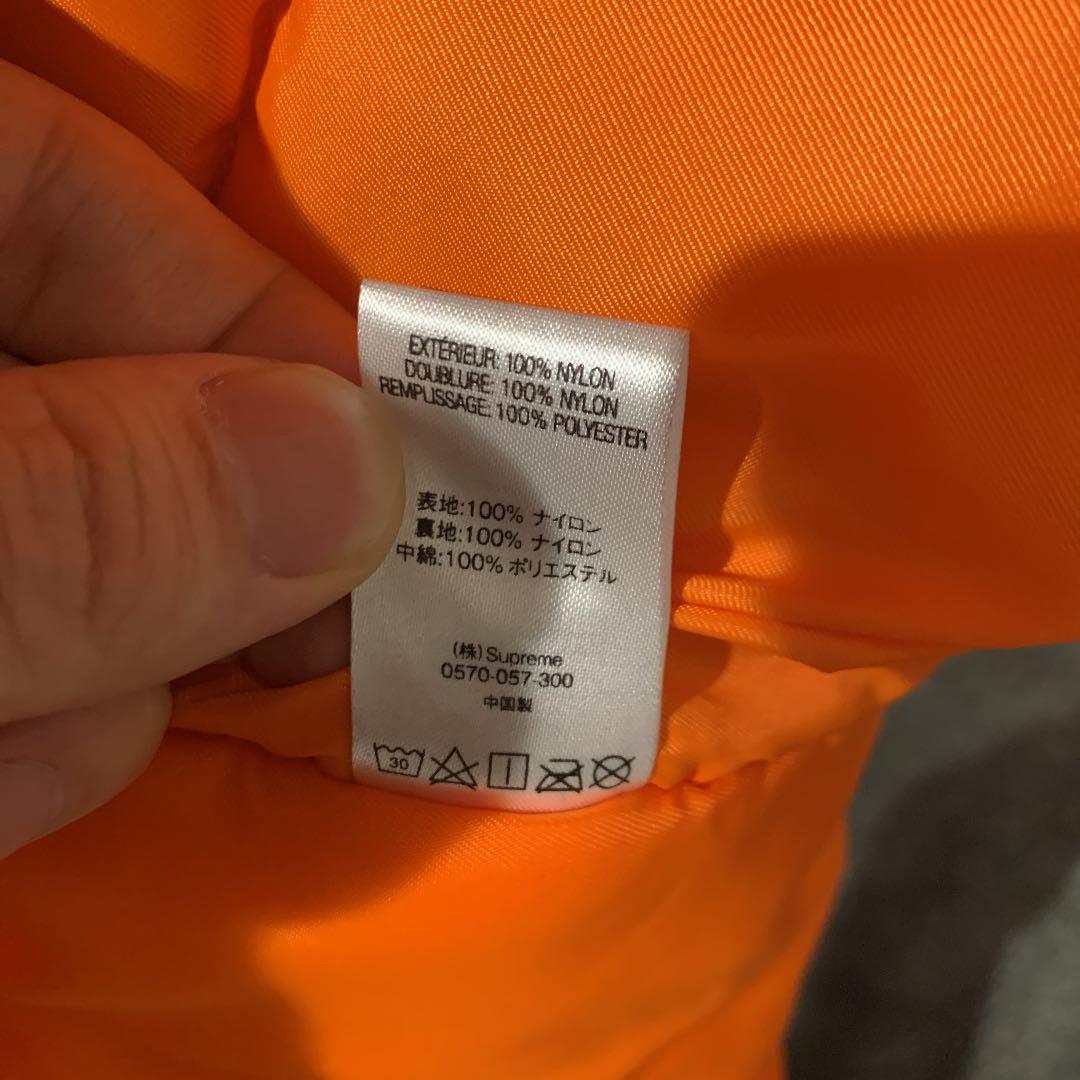 EXTÉRIEUR: 100% NYLON
DOUBLURE: 100% NYLON
REMPLISSAGE: 100% POLYESTER
表地:100% ナイロン
裏地:100% ナイロン
中綿:100% ポリエステル
(株)Supreme
0570-057-300
中国製
30